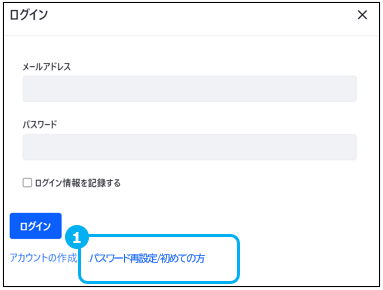 ログイン ×
メールアドレス
パスワード
ログイン情報を記録する
ログイン
1
アカウントの作成 パスワード再設定/初めての方